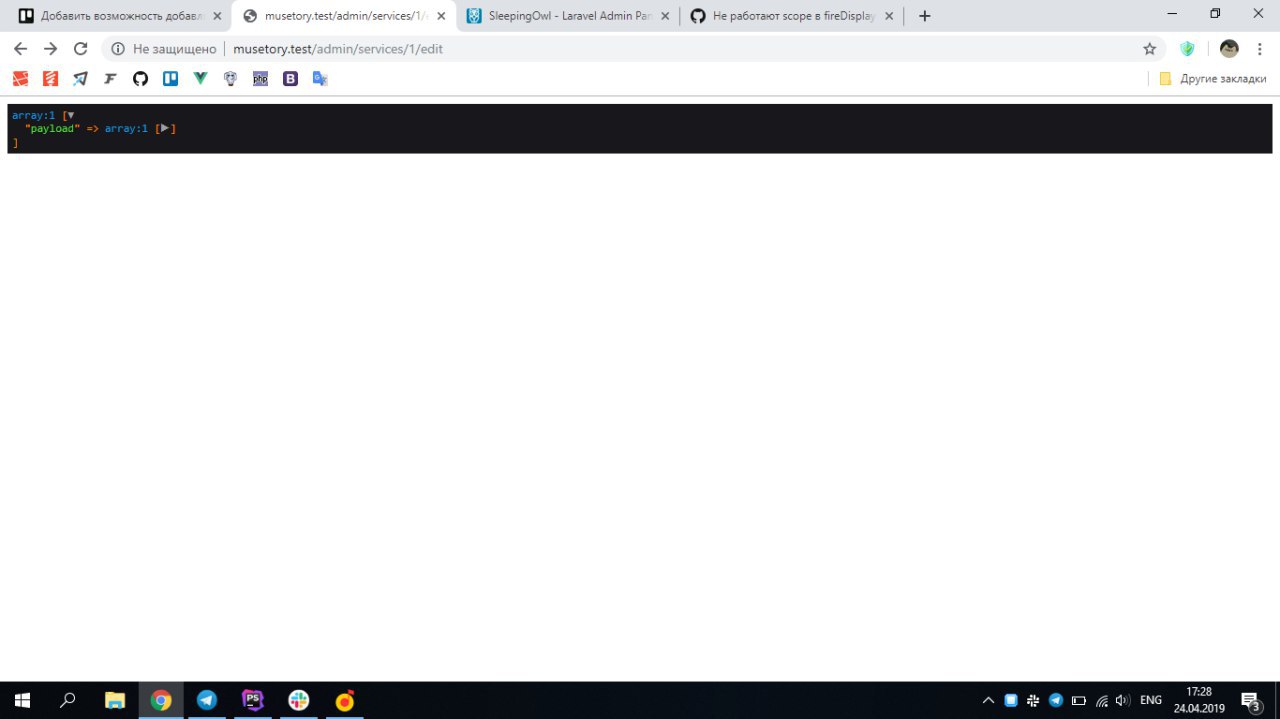 Добавить возможность добавл
musetory.test/admin/services/1/
SleepingOwl - Laravel Admin Pan
Не работают scope в fireDisplay
Не защищено
musetory.test/admin/services/1/edit
php
B
Другие закладки
array:1 [▼
"payload" => array:1 [▶]
]
PS
ENG
17:28
24.04.2019
3